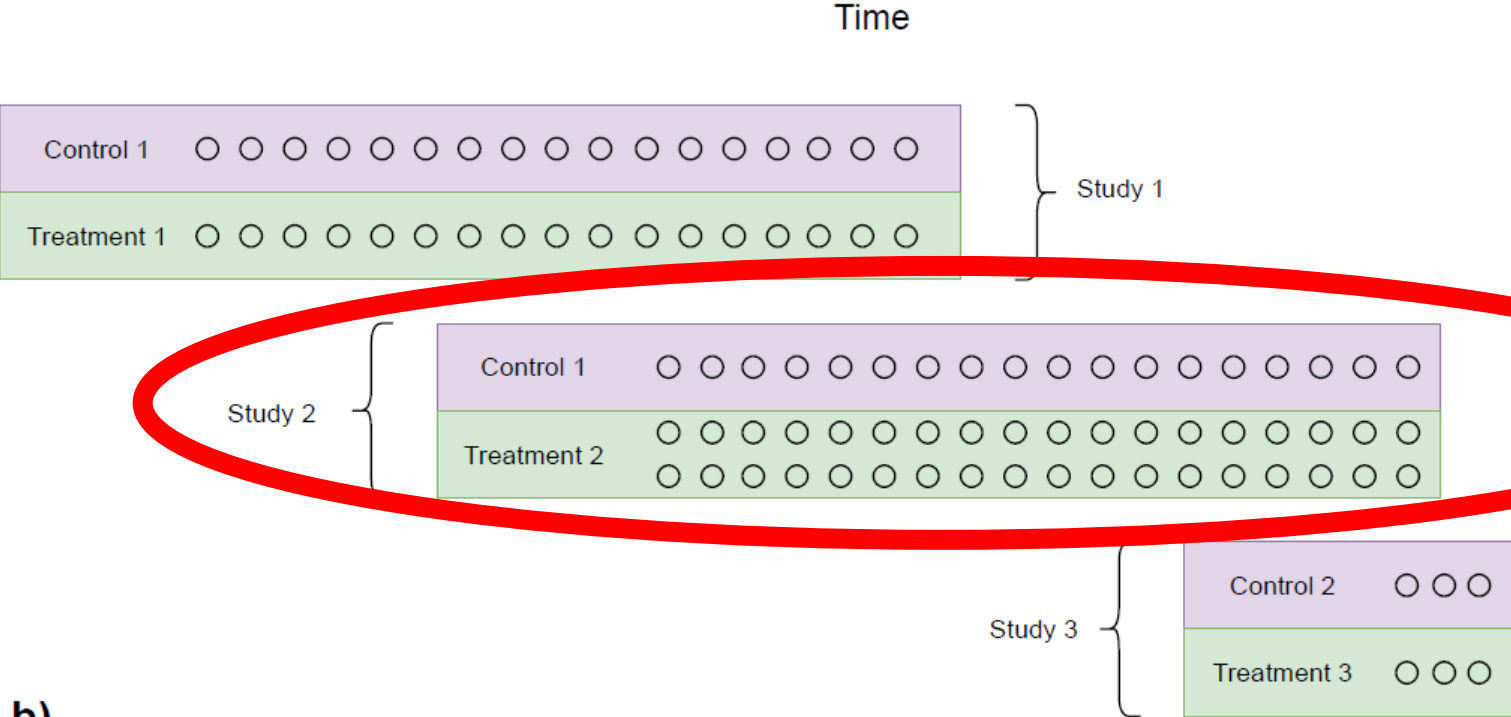 Time
Control 1
Study 1
Treatment 1
Control 1
Study 2
Treatment 2
Control 2
Study 3
Treatment 3
b)